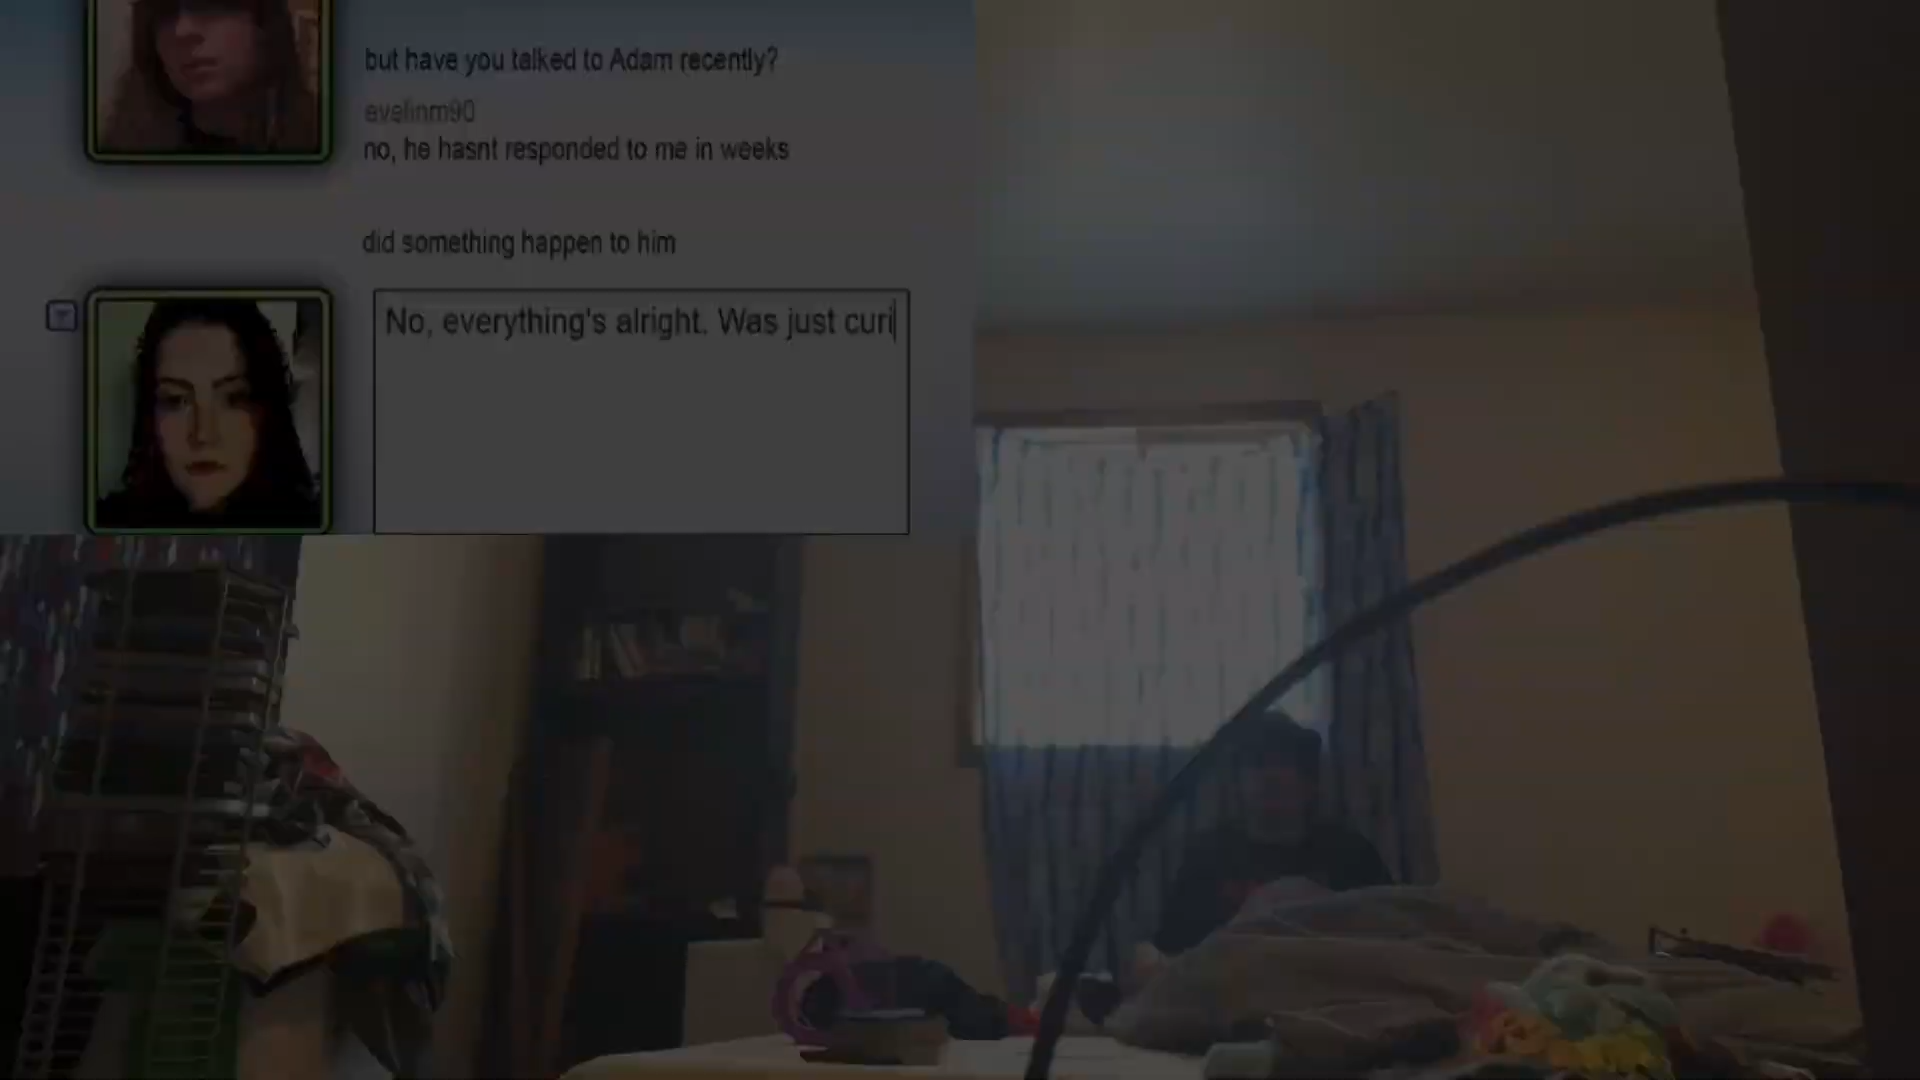 but have you talked to Adam recently?
evelinm90
no, he hasnt responded to me in weeks
did something happen to him
No, everything's alright. Was just curi